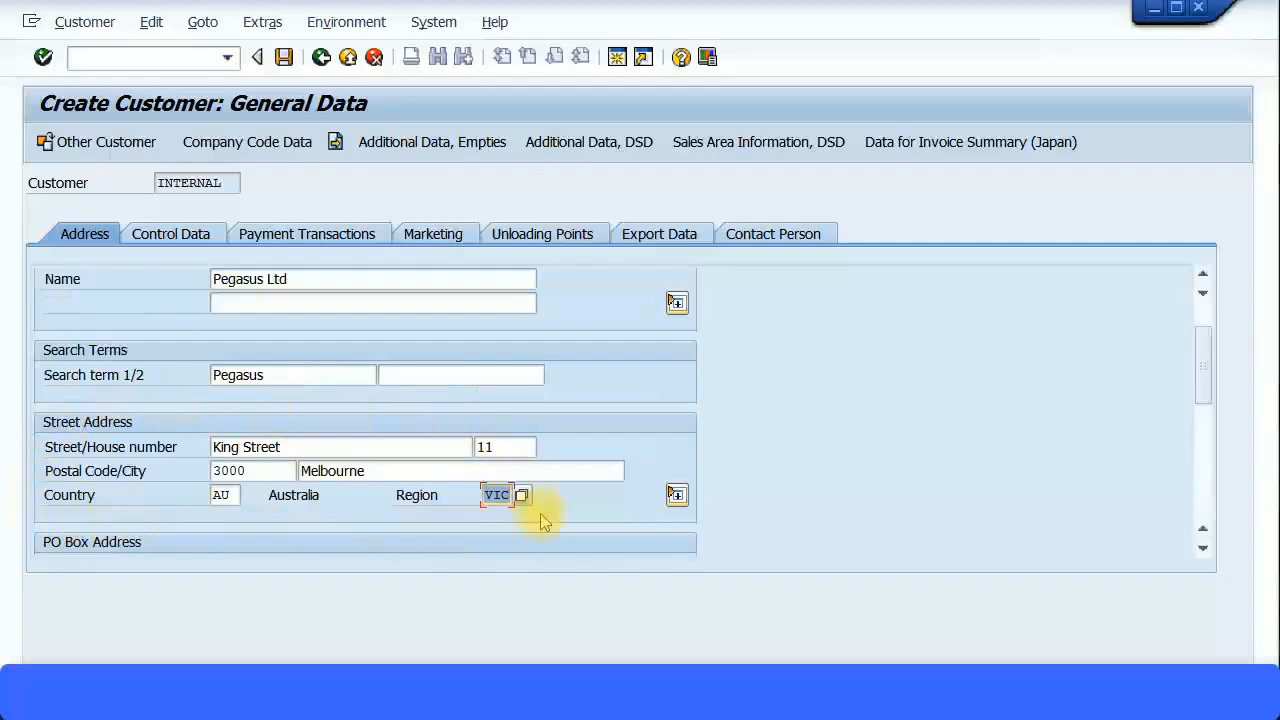 Customer Edit Goto Extras Environment System Help
Create Customer: General Data
Other Customer Company Code Data Additional Data, Empties Additional Data, DSD Sales Area Information, DSD Data for Invoice Summary (Japan)
Customer INTERNAL
Address Control Data Payment Transactions Marketing Unloading Points Export Data Contact Person
Name Pegasus Ltd
Search Terms
Search term 1/2 Pegasus
Street Address
Street/House number King Street 11
Postal Code/City 3000 Melbourne
Country AU Australia Region VIC
PO Box Address